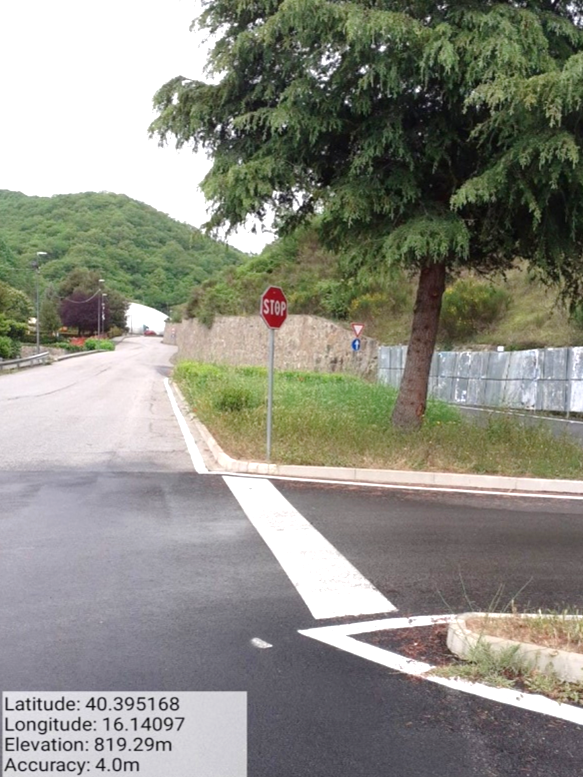 STOP
Latitude: 40.395168
Longitude: 16.14097
Elevation: 819.29m
Accuracy: 4.0m